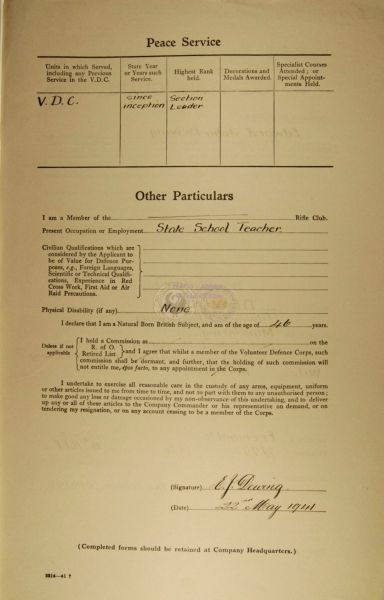 Peace Service
Units in which Served, including any Previous Service in the V.D.C.
State Year or Years such Service.
Highest Rank held.
Decorations and Medals Awarded.
Specialist Courses Attended; or Special Appointments Held.
V. D. C.
since inception
Section Leader
Other Particulars
I am a Member of the Rifle Club.
Present Occupation or Employment State School Teacher.
Civilian Qualifications which are
considered by the Applicant to
be of Value for Defence Pur-
poses, e.g., Foreign Languages,
Scientific or Technical Qualifi-
cations, Experience in Red
Cross Work, First Aid or Air
Raid Precautions.
Physical Disability (if any) None
I declare that I am a Natural Born British Subject, and am of the age of 46 years.
Delete if not applicable
I hold a Commission as on the
R. of O.
Retired List
and I agree that whilst a member of the Volunteer Defence Corps, such
commission shall be dormant, and further, that the holding of such commission will
not entitle me, ipso facto, to any appointment in the Corps.
I undertake to exercise all reasonable care in the custody of any arms, equipment, uniform
or other articles issued to me from time to time, and not to part with them to any unauthorised person;
to make good any loss or damage occasioned by my non-observance of this undertaking, and to deliver
up any or all of these articles to the Company Commander or his representative on demand, or on
tendering my resignation, or on any account ceasing to be a member of the Corps.
(Signature) E. J. Dewing
(Date) 22nd May 1941
(Completed forms should be retained at Company Headquarters.)